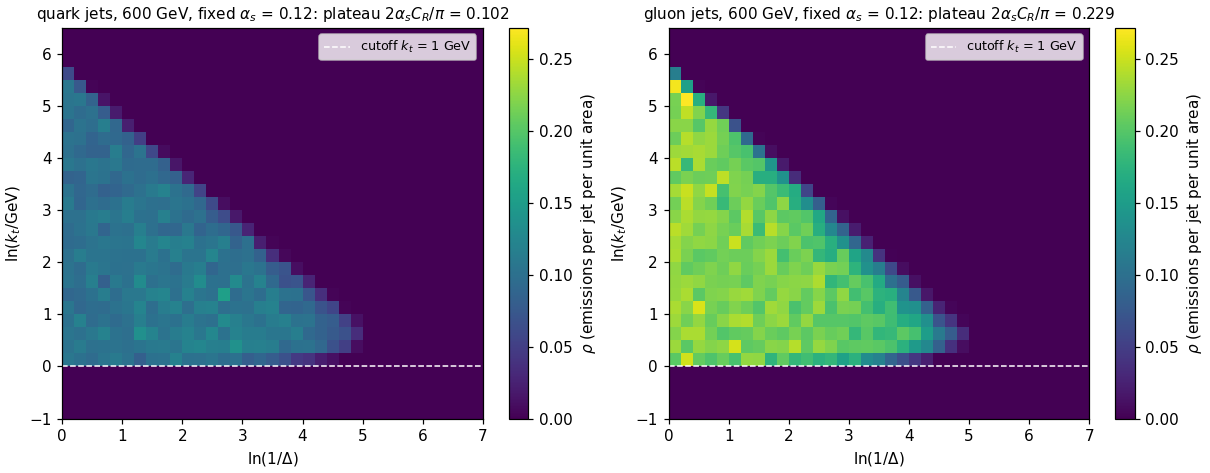 quark jets, 600 GeV, fixed αs = 0.12: plateau 2αsCR/π = 0.102
cutoff kt = 1 GeV
ln(kt/GeV)
6
5
4
3
2
1
0
−1
0 1 2 3 4 5 6 7
ln(1/Δ)
0.25
0.20
0.15
0.10
0.05
0.00
ρ (emissions per jet per unit area)
gluon jets, 600 GeV, fixed αs = 0.12: plateau 2αsCR/π = 0.229
cutoff kt = 1 GeV
ln(kt/GeV)
6
5
4
3
2
1
0
−1
0 1 2 3 4 5 6 7
ln(1/Δ)
0.25
0.20
0.15
0.10
0.05
0.00
ρ (emissions per jet per unit area)